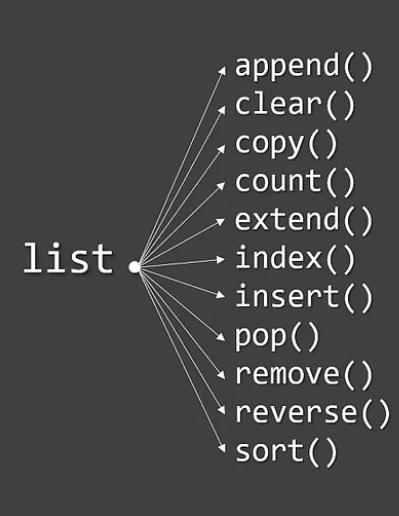 append()
clear()
copy()
count()
extend()
list
index()
insert()
pop()
remove()
reverse()
sort()